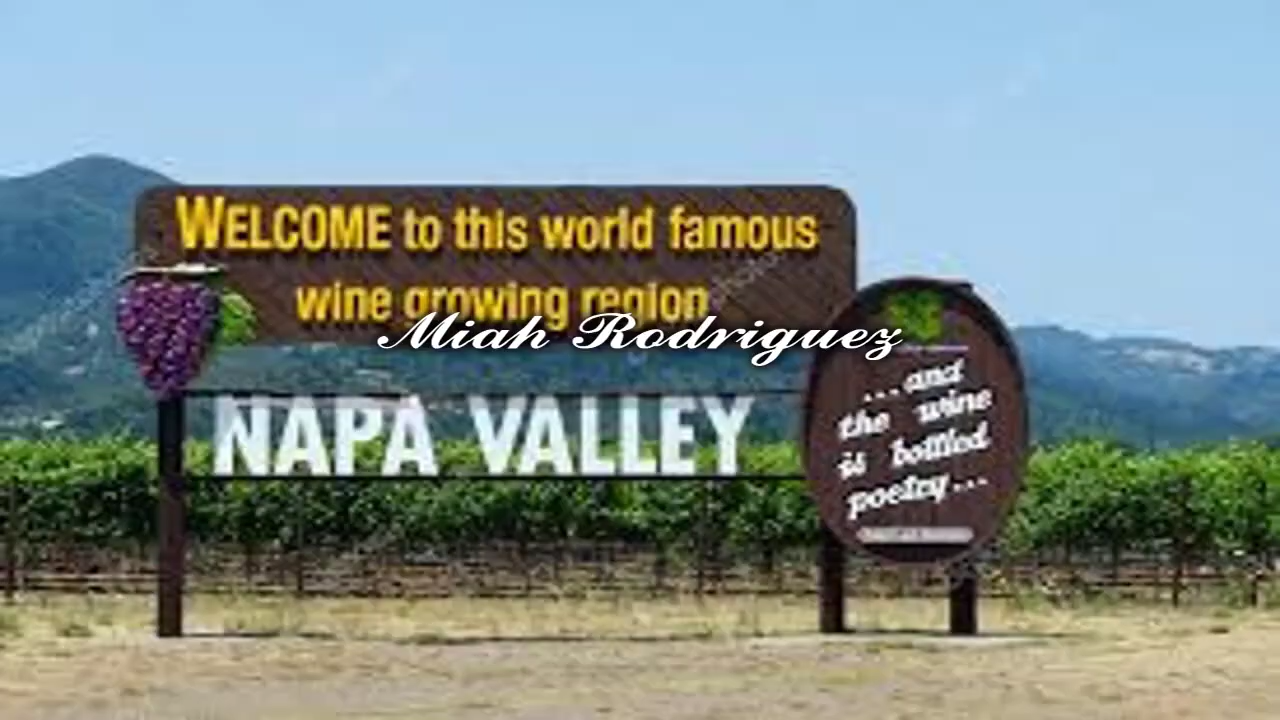 WELCOME to this world famous
wine growing region
Miah Rodriguez
NAPA VALLEY
...and
the wine
is bottled
poetry...